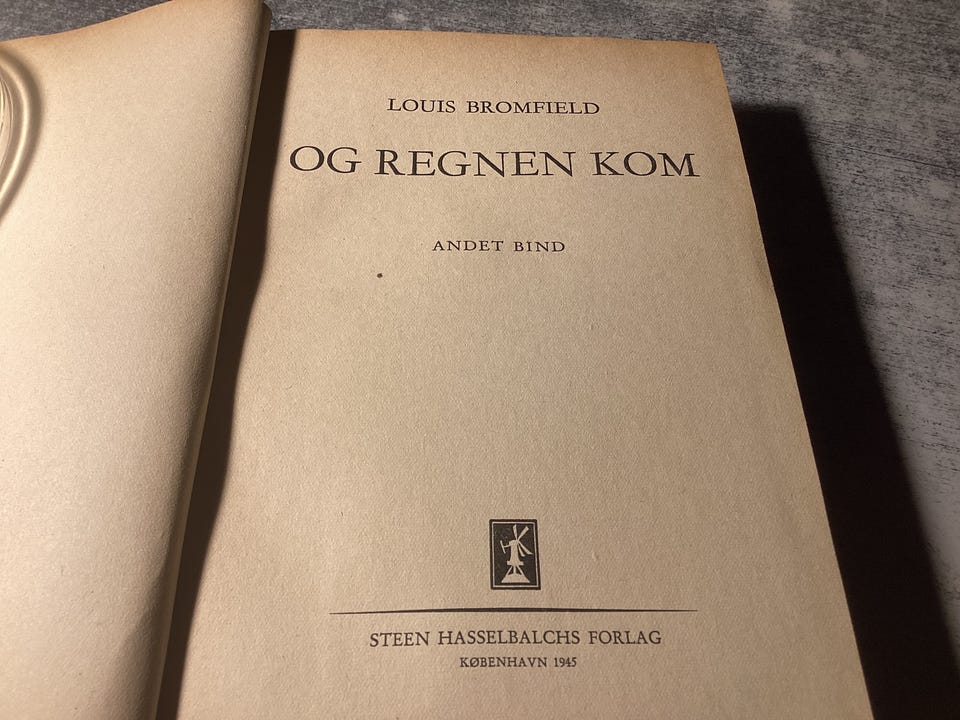 LOUIS BROMFIELD
OG REGNEN KOM
ANDET BIND
STEEN HASSELBALCHS FORLAG
KØBENHAVN 1945